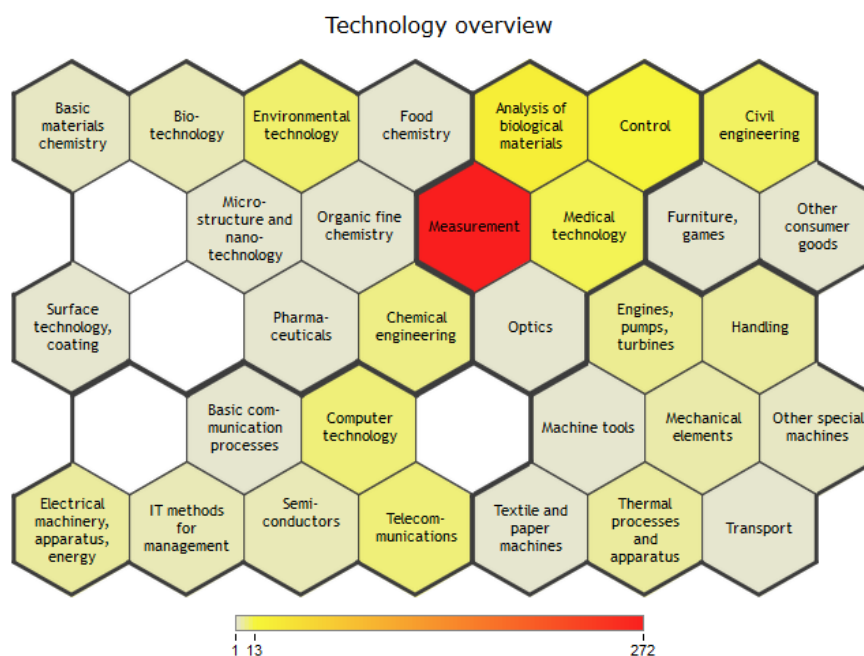 Technology overview
Basic
materials
chemistry
Bio-
technology
Environmental
technology
Food
chemistry
Analysis of
biological
materials
Control
Civil
engineering
Micro-
structure and
nano-
technology
Organic fine
chemistry
Measurement
Medical
technology
Furniture,
games
Other
consumer
goods
Surface
technology,
coating
Pharma-
ceuticals
Chemical
engineering
Optics
Engines,
pumps,
turbines
Handling
Basic com-
munication
processes
Computer
technology
Machine tools
Mechanical
elements
Other special
machines
Electrical
machinery,
apparatus,
energy
IT methods
for
management
Semi-
conductors
Telecom-
munications
Textile and
paper
machines
Thermal
processes
and
apparatus
Transport
1 13 272